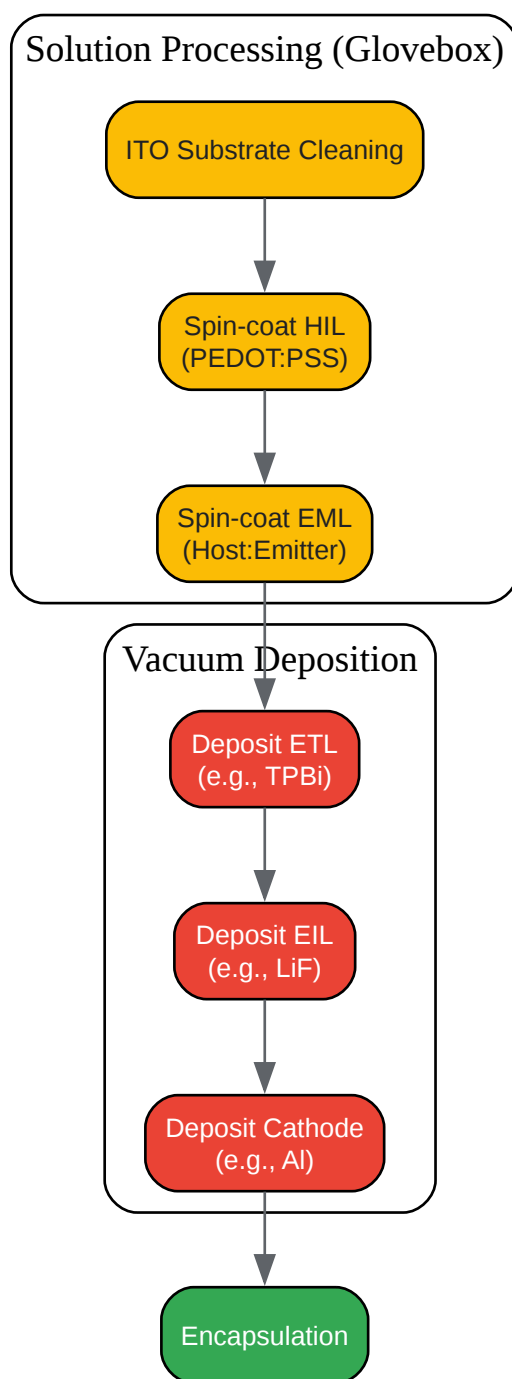 Solution Processing (Glovebox)
ITO Substrate Cleaning
Spin-coat HIL
(PEDOT:PSS)
Spin-coat EML
(Host:Emitter)
Vacuum Deposition
Deposit ETL
(e.g., TPBi)
Deposit EIL
(e.g., LiF)
Deposit Cathode
(e.g., Al)
Encapsulation